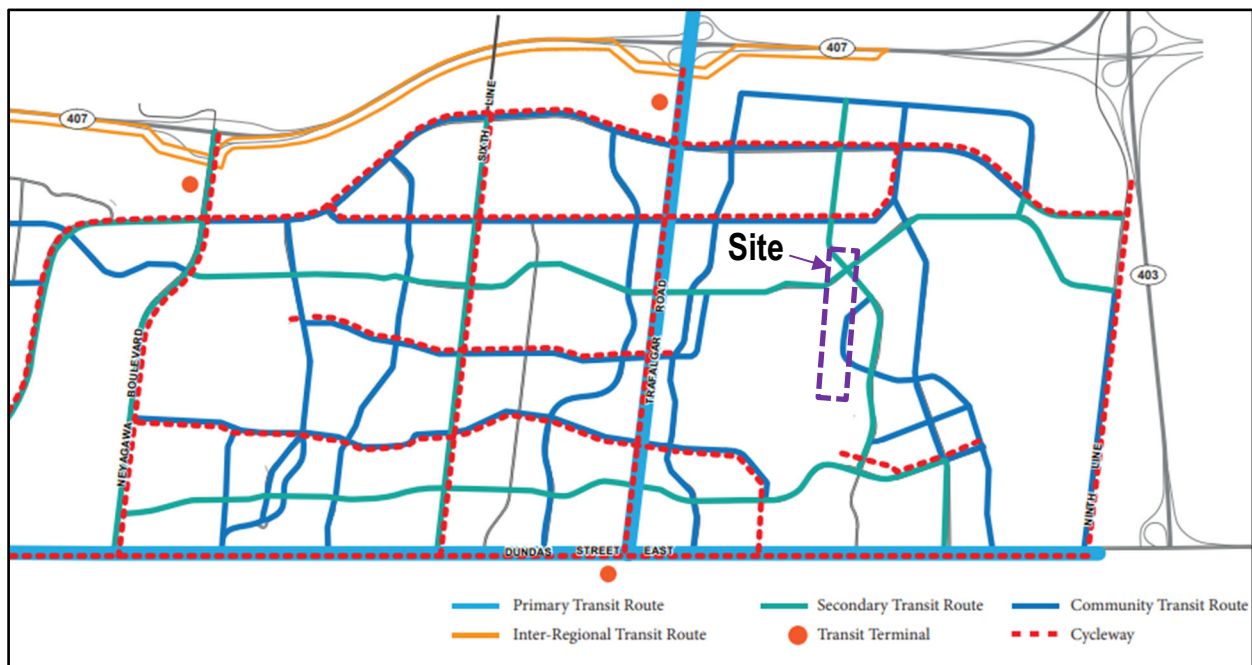 407
407
SIXTH LINE
Site
403
ROAD
TRAFALGAR
NEYAGAWA BOULEVARD
NINTH LINE
DUNDAS STREET EAST
Primary Transit Route
Secondary Transit Route
Community Transit Route
Inter-Regional Transit Route
Transit Terminal
Cycleway